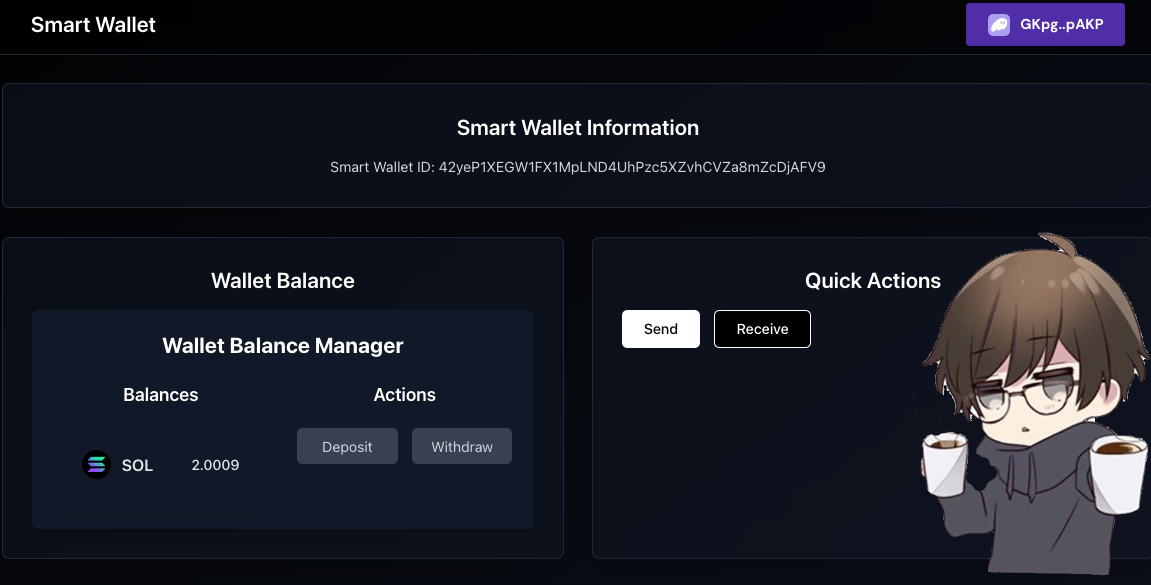 Smart Wallet
GKpg..pAKP
Smart Wallet Information
Smart Wallet ID: 42yeP1XEGW1FX1MpLND4UhPzc5XZvhCVZa8mZcDjAFV9
Wallet Balance
Wallet Balance Manager
Balances
SOL 2.0009
Actions
Deposit Withdraw
Quick Actions
Send Receive